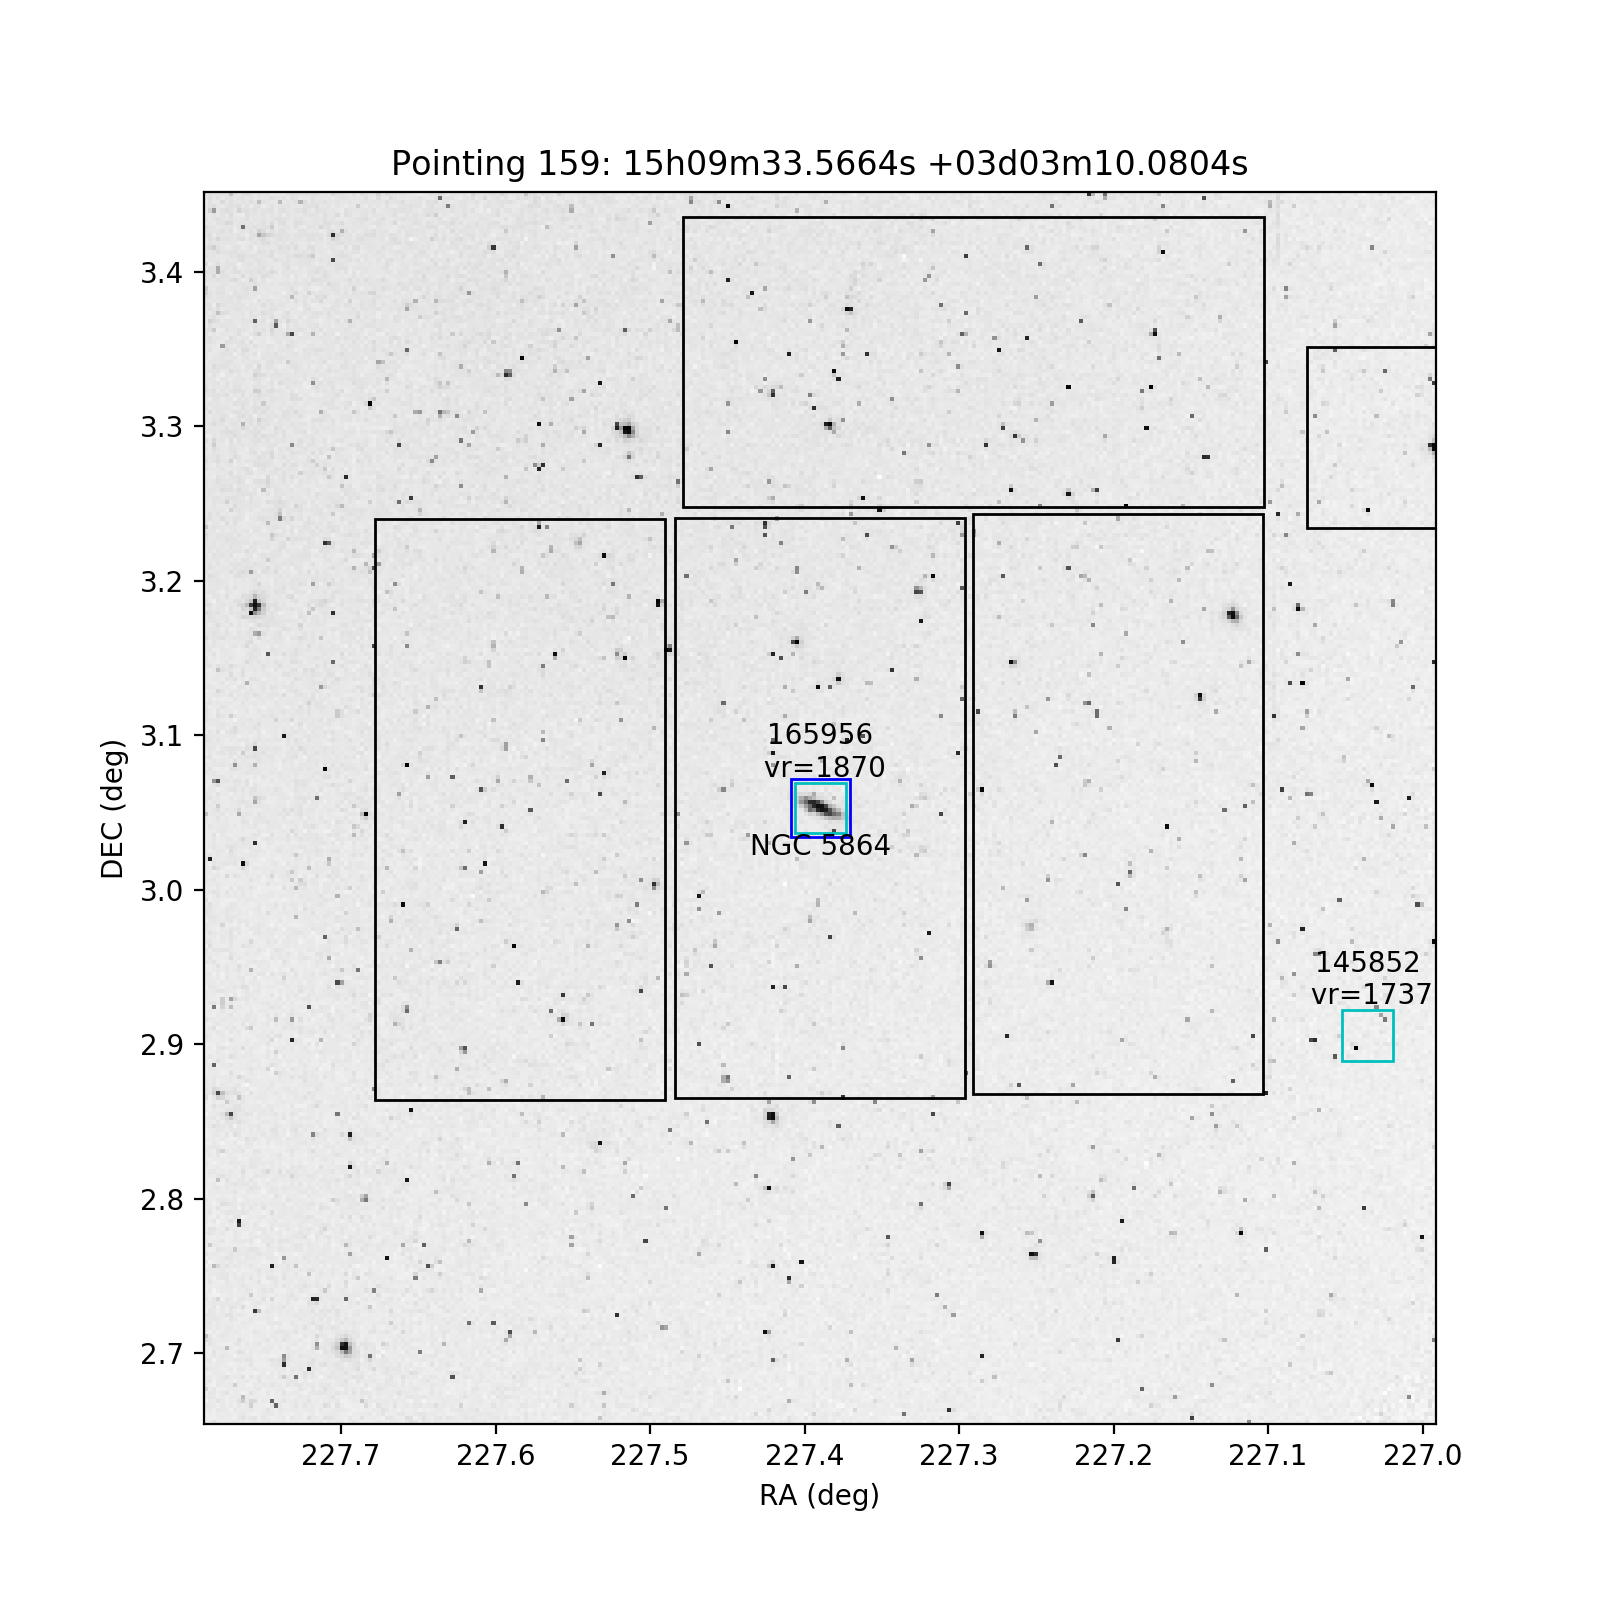 Pointing 159: 15h09m33.5664s +03d03m10.0804s
3.4
3.3
3.2
3.1
3.0
2.9
2.8
2.7
DEC (deg)
165956
vr=1870
NGC 5864
145852
vr=1737
227.7 227.6 227.5 227.4 227.3 227.2 227.1 227.0
RA (deg)